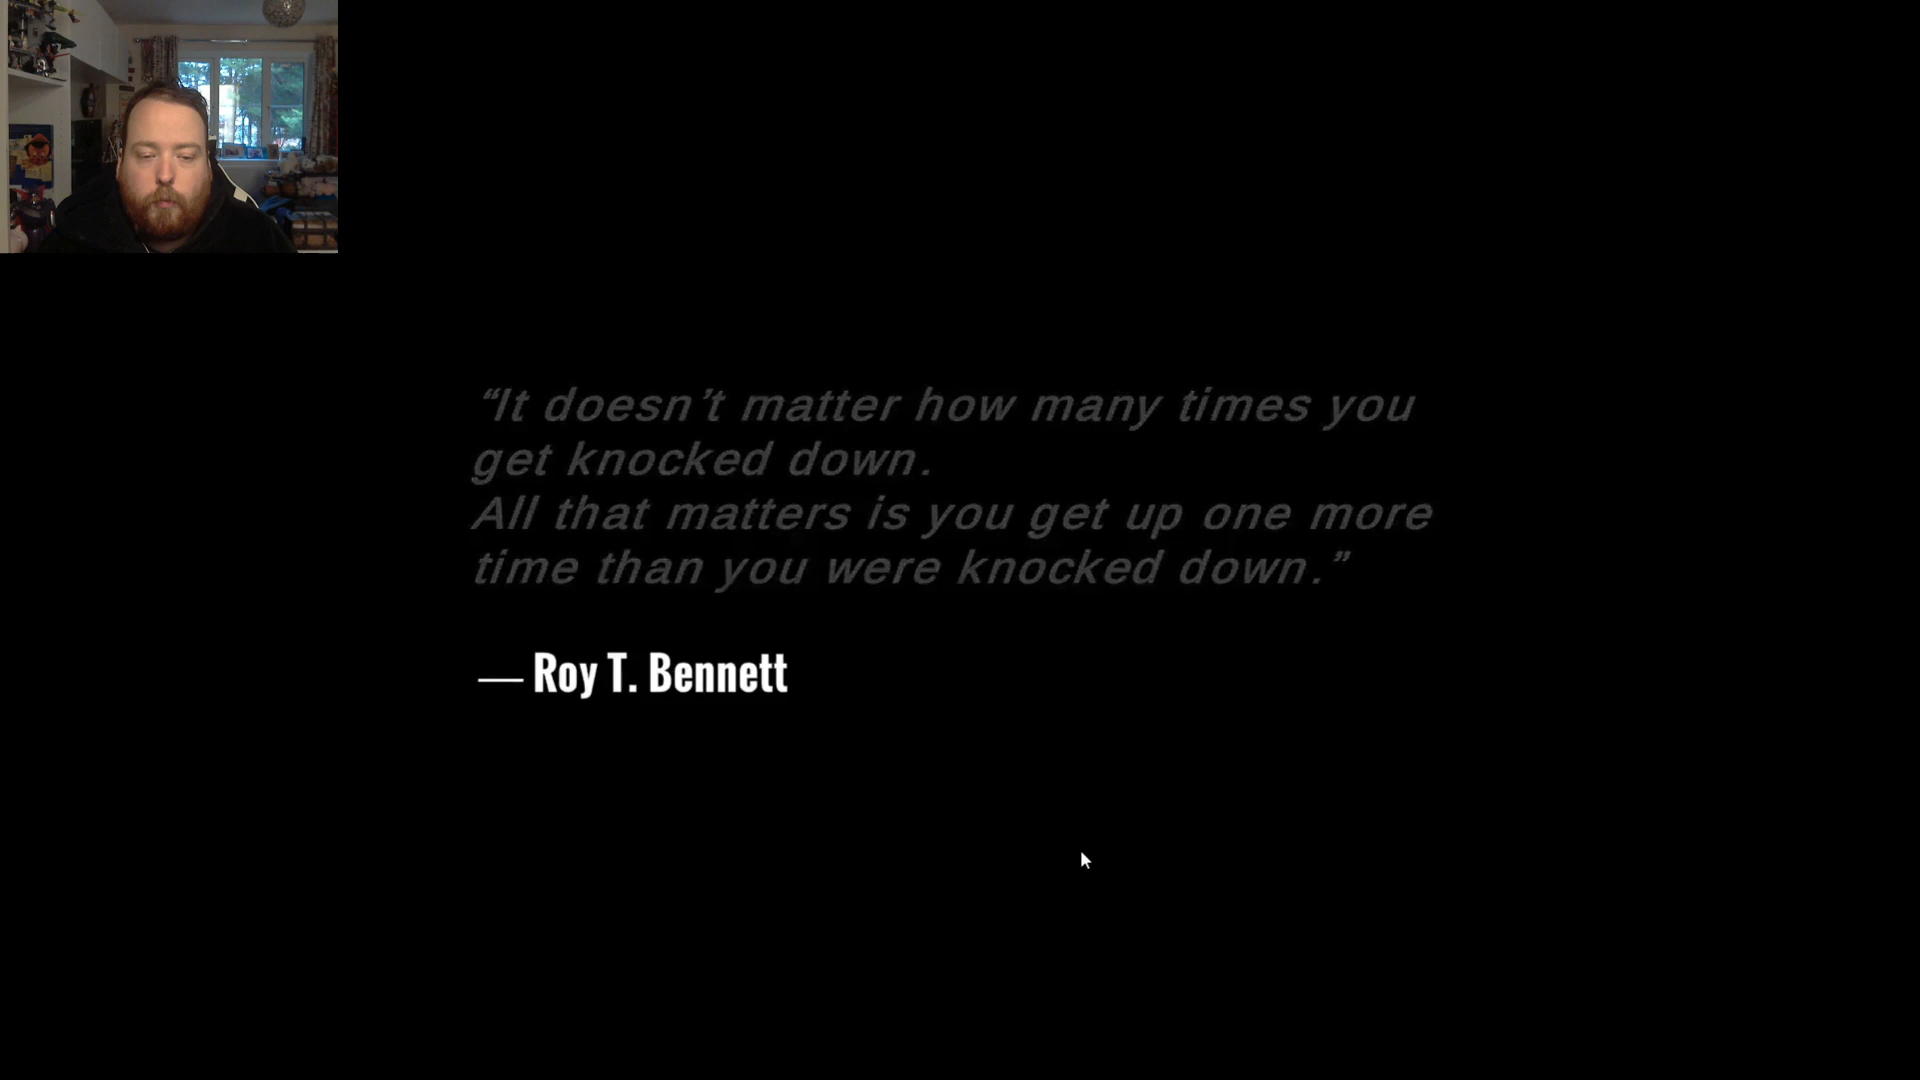 “It doesn’t matter how many times you
get knocked down.
All that matters is you get up one more
time than you were knocked down.”
— Roy T. Bennett